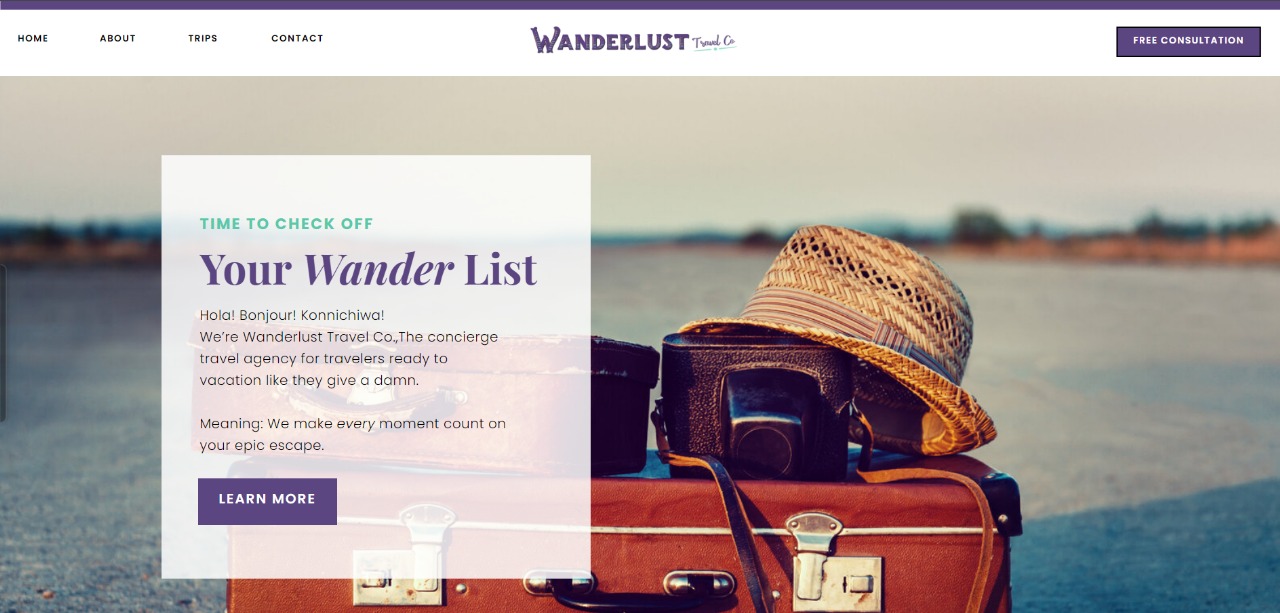 HOME
ABOUT
TRIPS
CONTACT
WANDERLUST Travel Co
FREE CONSULTATION
TIME TO CHECK OFF
Your Wander List
Hola! Bonjour! Konnichiwa!
We're Wanderlust Travel Co.,The concierge
travel agency for travelers ready to
vacation like they give a damn.
Meaning: We make every moment count on
your epic escape.
LEARN MORE